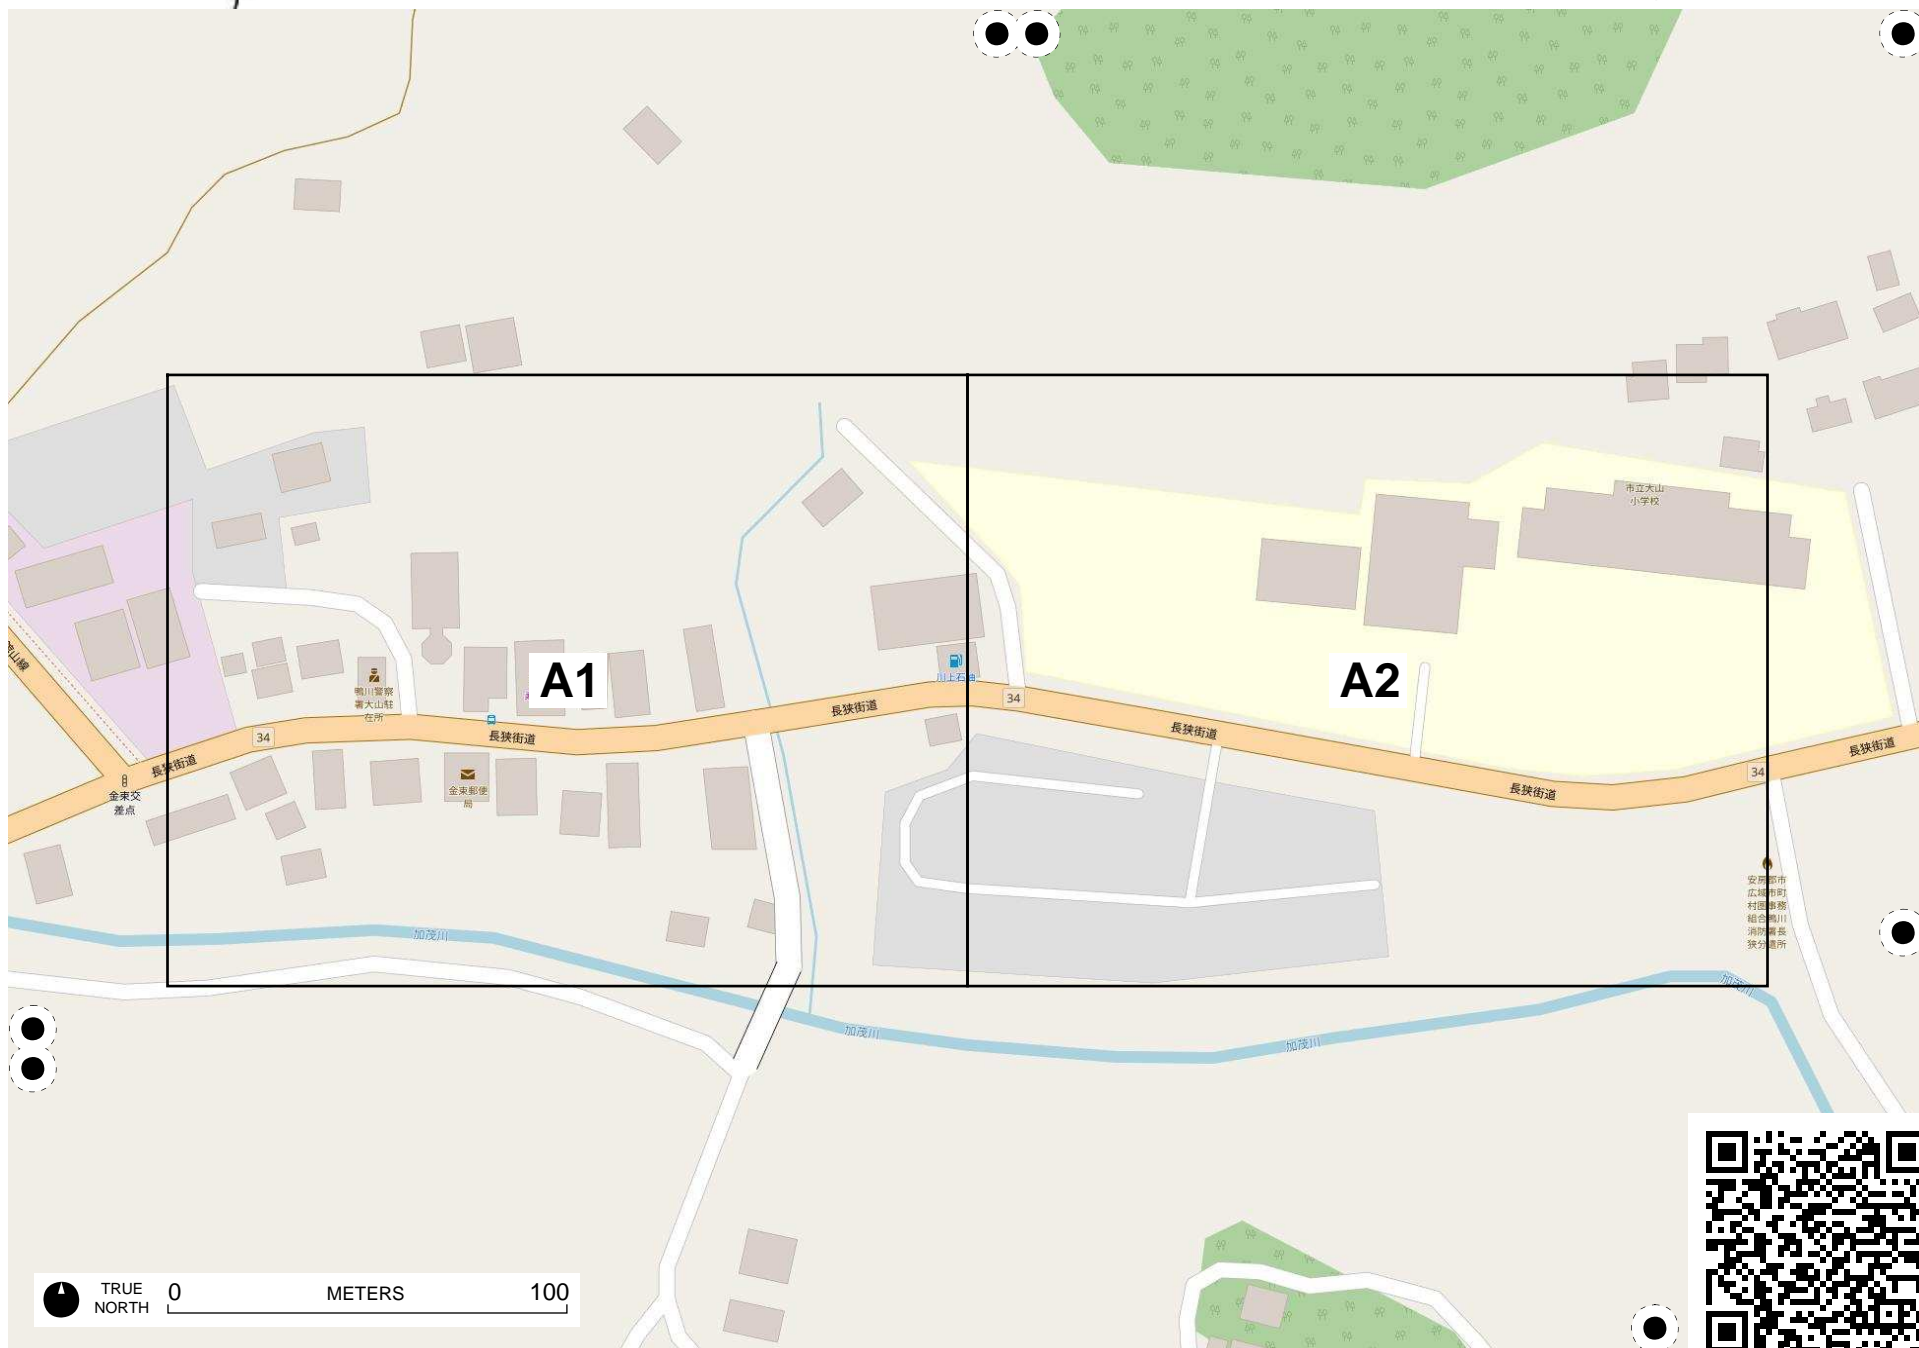 市立大山
小学校
館山線
A1
A2
鴨川警察
署大山駐
在所
川上石油
34
長狭街道
長狭街道
長狭街道
長狭街道
34
長狭街道
34
長狭街道
金束交
差点
金束郵便
局
安房郡市
広域市町
村圏事務
組合鴨川
消防署長
狭分遣所
加茂川
加茂川
加茂川
加茂川
TRUE
NORTH
0 METERS 100